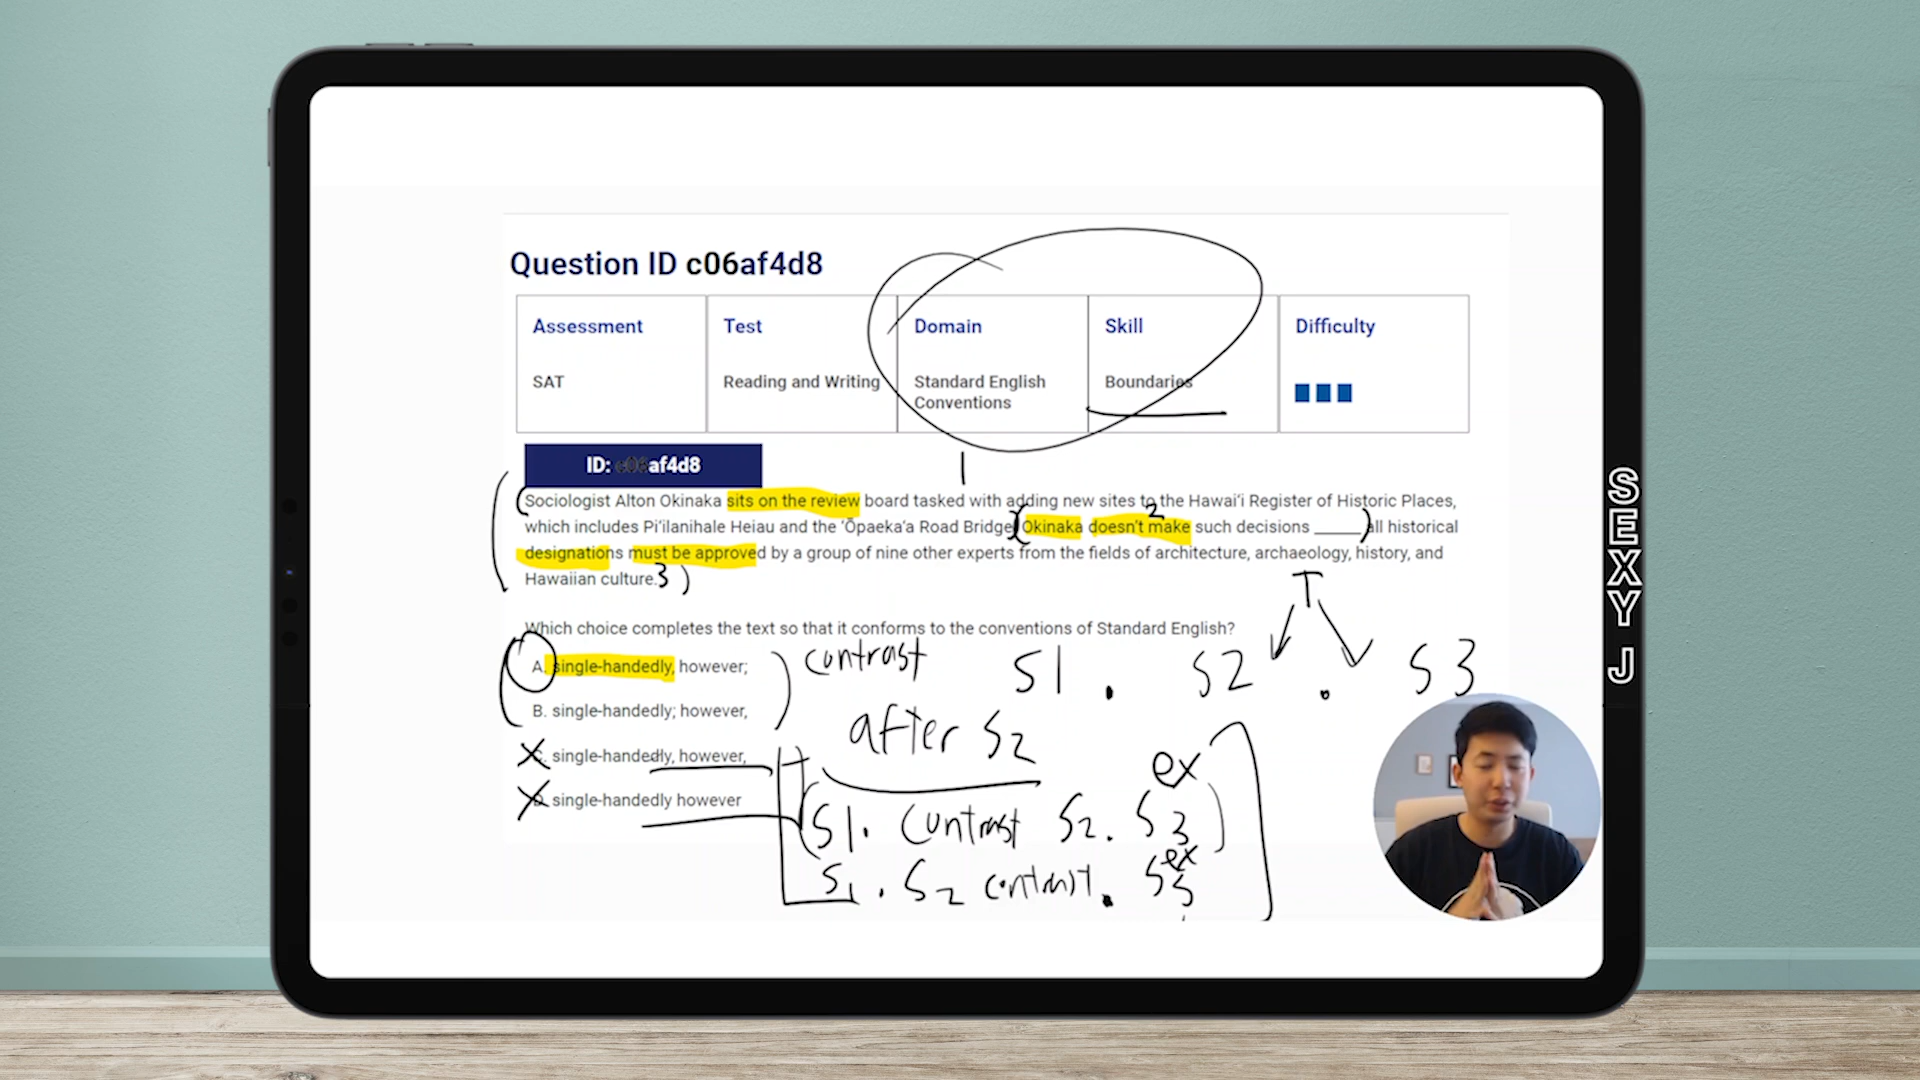 Question ID c06af4d8
Assessment
Test
Domain
Skill
Difficulty
SAT
Reading and Writing
Standard English
Conventions
Boundaries
1
ID: c06af4d8
Sociologist Alton Okinaka sits on the review board tasked with adding new sites to the Hawai‘i Register of Historic Places,
2
which includes Pi‘ilanihale Heiau and the ‘Ōpaeka‘a Road Bridge. Okinaka doesn't make such decisions _____ all historical
designations must be approved by a group of nine other experts from the fields of architecture, archaeology, history, and
Hawaiian culture. 3
T
Which choice completes the text so that it conforms to the conventions of Standard English?
A. single-handedly, however;
B. single-handedly; however,
C. single-handedly, however,
D. single-handedly however
contrast
S1 . S2 . S3
after S2
ex
S1. Contrast S2. S3
ex
S1. S2 contrast. S3
SEXY J